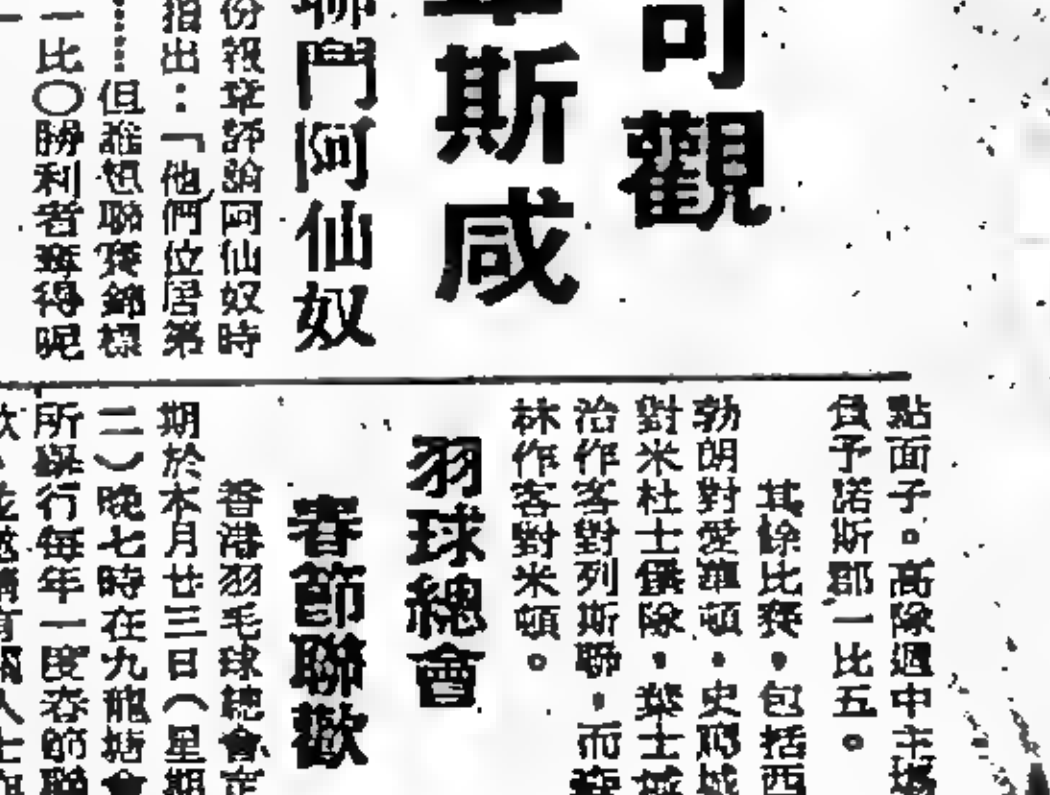 可觀
斯咸
鬥阿仙奴
份報章評論阿仙奴時
指出：「他們位居第
……但誰想聯賽錦標
一比〇勝利者奪得呢
點面子。高隊週中主場
負予諾斯郡一比五。
其餘比賽，包括西
勃朗對愛華頓，史篤城
對米杜士堡隊，葉士域
治作客對列斯聯，而
林作客對米頓。
羽球總會
春節聯歡
香港羽毛球總會定
期於本月廿三日（星期
二）晚七時在九龍塘會
所舉行每年一度春節聯